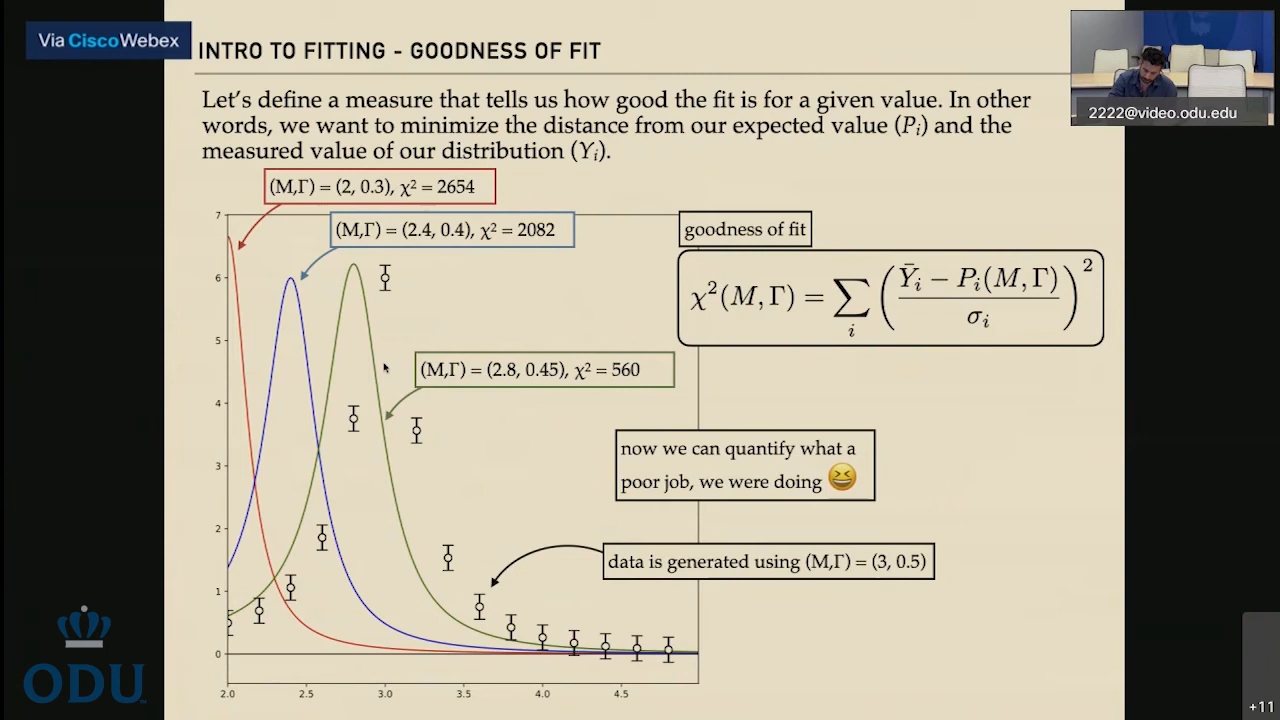 Via CiscoWebex
INTRO TO FITTING - GOODNESS OF FIT
2222@video.odu.edu
Let's define a measure that tells us how good the fit is for a given value. In other
words, we want to minimize the distance from our expected value (Pᵢ) and the
measured value of our distribution (Yᵢ).
(M,Γ) = (2, 0.3), χ² = 2654
(M,Γ) = (2.4, 0.4), χ² = 2082
goodness of fit
χ²(M, Γ) = ∑ᵢ ( (Ȳᵢ − Pᵢ(M, Γ)) / σᵢ )²
(M,Γ) = (2.8, 0.45), χ² = 560
now we can quantify what a
poor job, we were doing 😆
data is generated using (M,Γ) = (3, 0.5)
7
6
5
4
3
2
1
0
2.0 2.5 3.0 3.5 4.0 4.5
ODU
+11